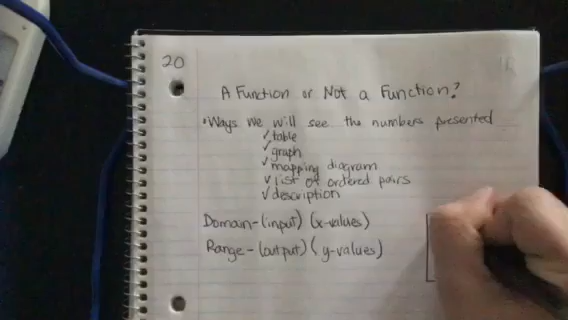 20
A Function or Not a Function?
•Ways we will see the numbers presented
✓table
✓graph
✓mapping diagram
✓list of ordered pairs
✓description
Domain-(input) (x-values)
Range-(output) (y-values)